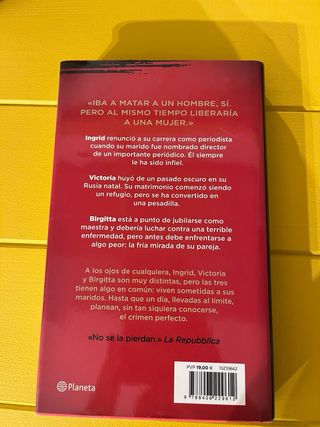 «IBA A MATAR A UN HOMBRE, SÍ.
PERO AL MISMO TIEMPO LIBERARÍA
A UNA MUJER.»
Ingrid renunció a su carrera como periodista
cuando su marido fue nombrado director
de un importante periódico. Él siempre
le ha sido infiel.
Victoria huyó de un pasado oscuro en su
Rusia natal. Su matrimonio comenzó siendo
un refugio, pero se ha convertido en
una pesadilla.
Birgitta está a punto de jubilarse como
maestra y debería luchar contra una terrible
enfermedad, pero antes debe enfrentarse a
algo peor: la fría mirada de su pareja.
A los ojos de cualquiera, Ingrid, Victoria
y Birgitta son muy distintas, pero las tres
tienen algo en común: viven sometidas a sus
maridos. Hasta que un día, llevadas al límite,
planean, sin tan siquiera conocerse,
el crimen perfecto.
«No se la pierdan.» La Repubblica
PVP 19,00 € 10239662
Planeta
9 788408 229612